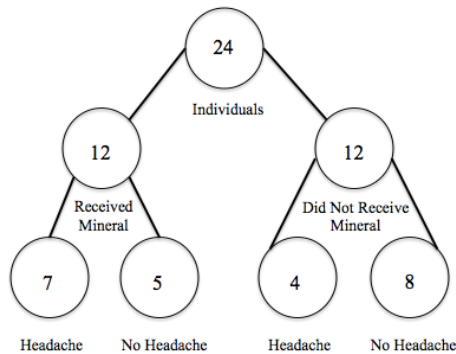 24
Individuals
12
12
Received
Mineral
Did Not Receive
Mineral
7
5
4
8
Headache
No Headache
Headache
No Headache